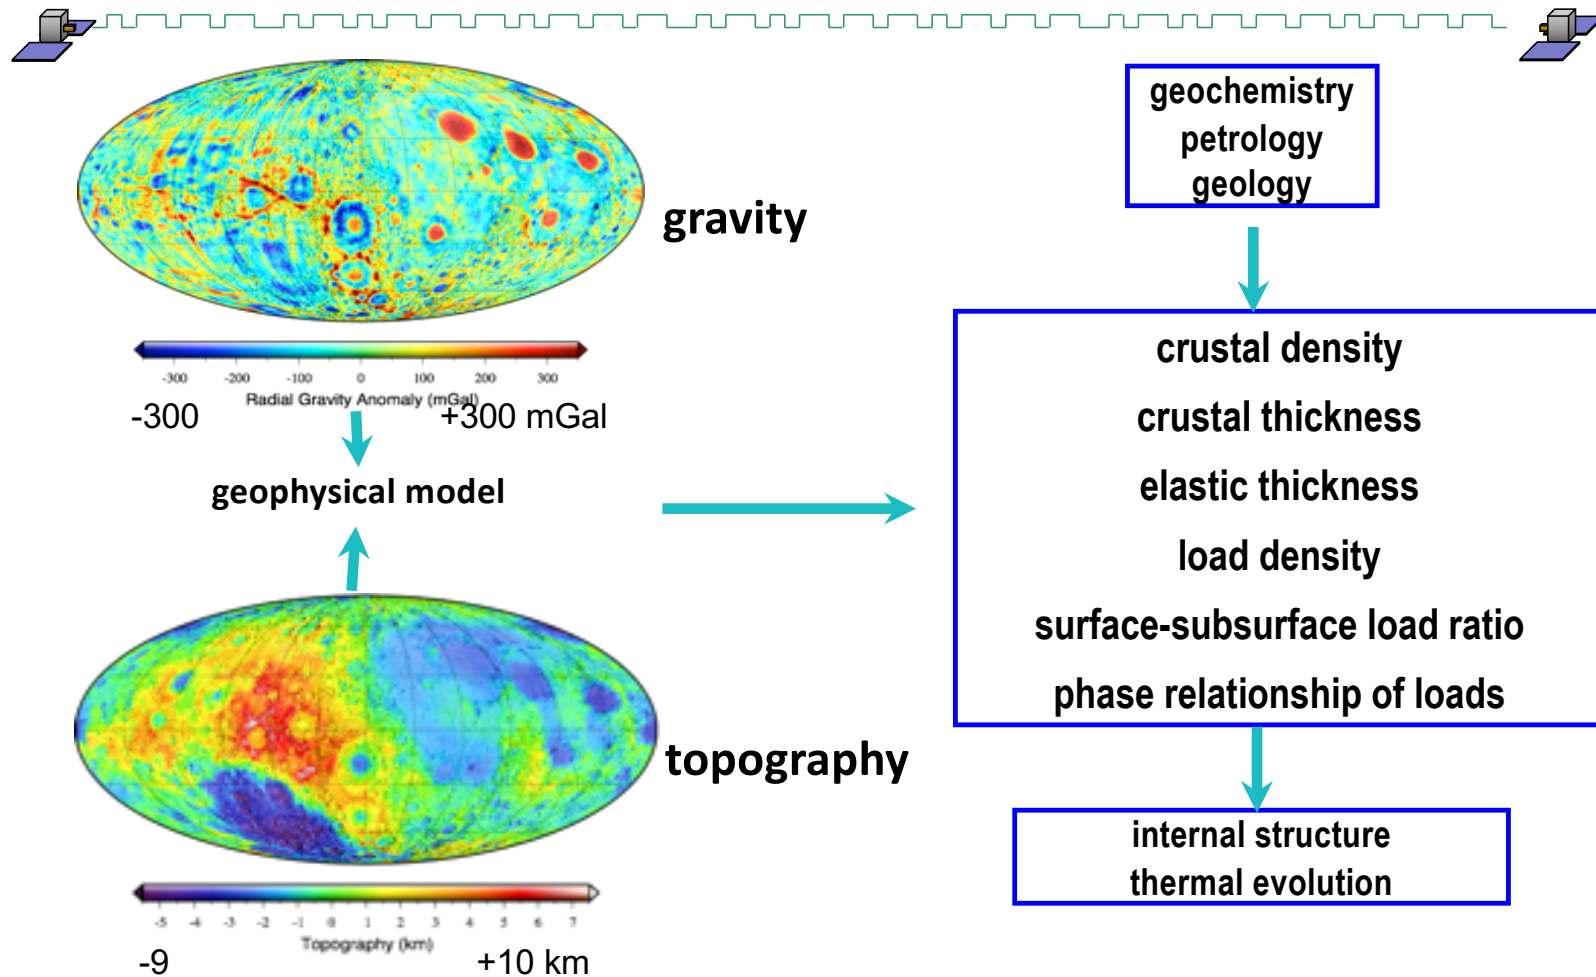 gravity
-300 -200 -100 0 100 200 300
Radial Gravity Anomaly (mGal)
-300 +300 mGal
geophysical model
topography
-5 -4 -3 -2 -1 0 1 2 3 4 5 6 7
Topography (km)
-9 +10 km
geochemistry
petrology
geology
crustal density
crustal thickness
elastic thickness
load density
surface-subsurface load ratio
phase relationship of loads
internal structure
thermal evolution